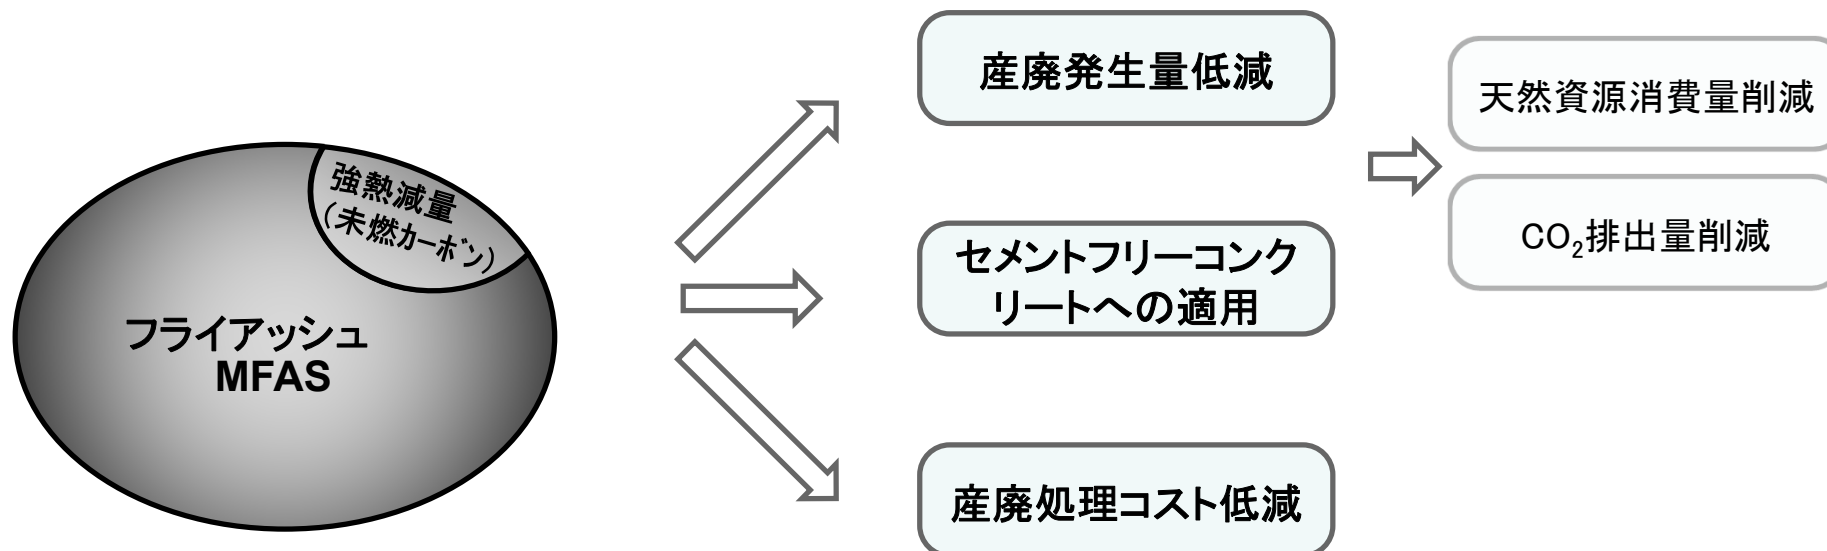 強熱減量
(未燃カーボン)
フライアッシュ
MFAS
産廃発生量低減
セメントフリーコンク
リートへの適用
産廃処理コスト低減
天然資源消費量削減
CO₂排出量削減